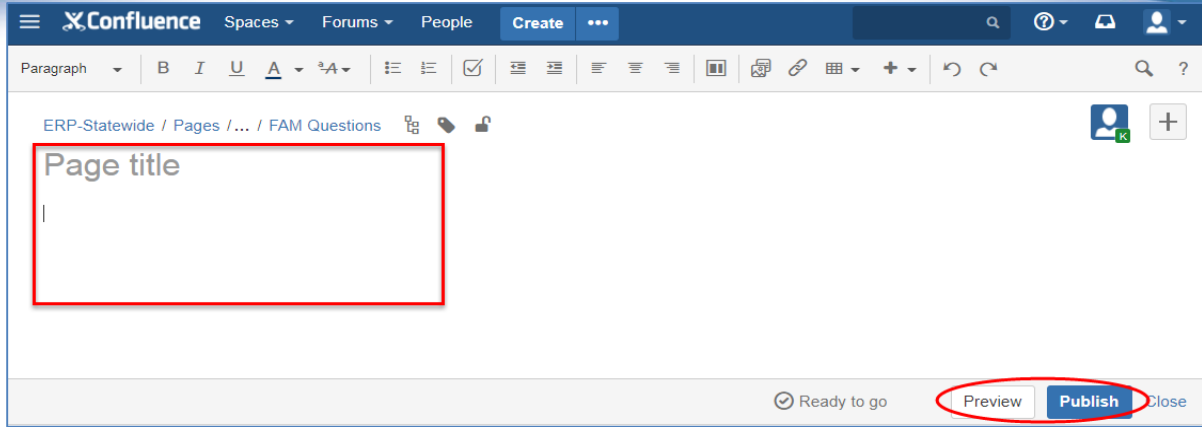 Confluence Spaces Forums People Create •••
Paragraph B I U A ªA ?
ERP-Statewide / Pages /... / FAM Questions
K
Page title
Ready to go Preview Publish Close